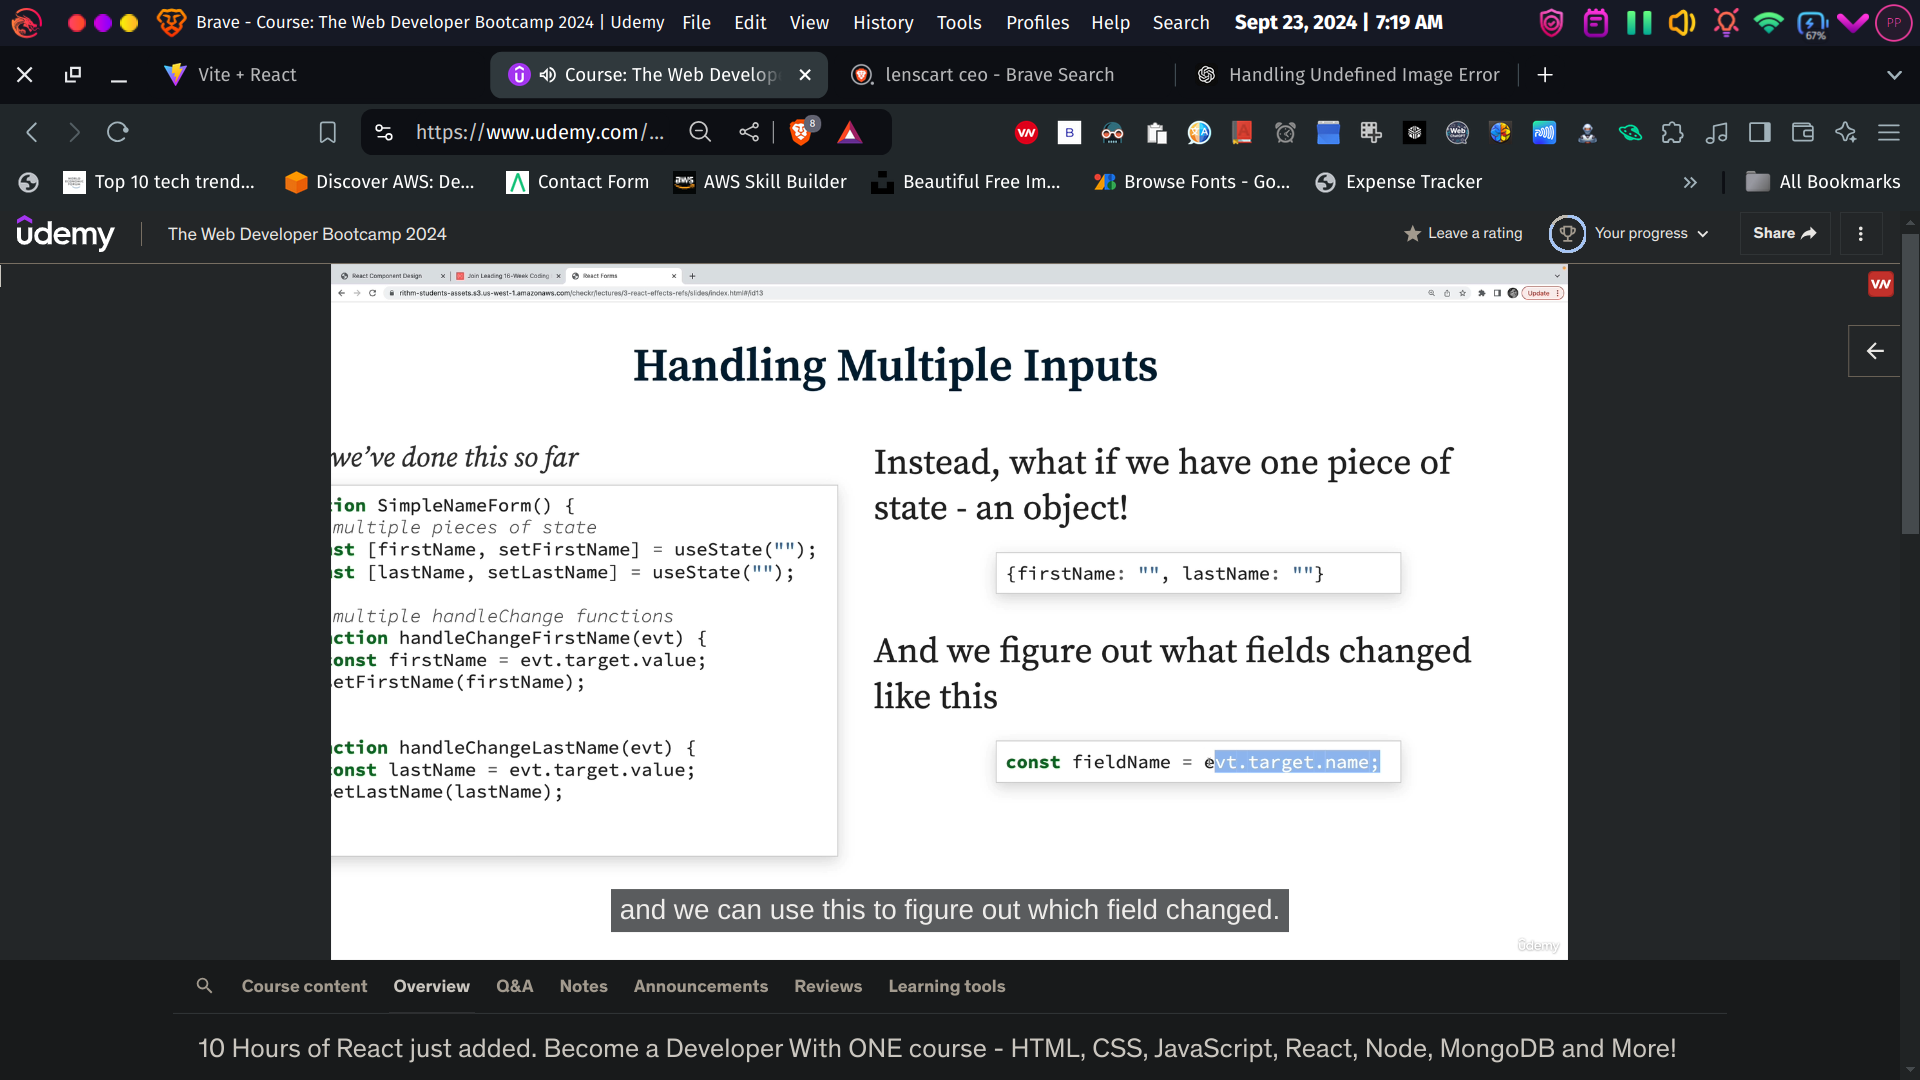 Brave - Course: The Web Developer Bootcamp 2024 | Udemy File Edit View History Tools Profiles Help Search Sept 23, 2024 | 7:19 AM 67% PP
Vite + React Course: The Web Develop lenscart ceo - Brave Search Handling Undefined Image Error
https://www.udemy.com/... 8
Top 10 tech trend... Discover AWS: De... Contact Form AWS Skill Builder Beautiful Free Im... Browse Fonts - Go... Expense Tracker All Bookmarks
udemy The Web Developer Bootcamp 2024 Leave a rating Your progress Share
React Component Design Join Leading 16-Week Coding React Forms
rithm-students-assets.s3.us-west-1.amazonaws.com/checkr/lectures/3-react-effects-refs/slides/index.html#/id13 Update
Handling Multiple Inputs
we've done this so far
tion SimpleNameForm() {
multiple pieces of state
st [firstName, setFirstName] = useState("");
st [lastName, setLastName] = useState("");
multiple handleChange functions
ction handleChangeFirstName(evt) {
onst firstName = evt.target.value;
etFirstName(firstName);
ction handleChangeLastName(evt) {
onst lastName = evt.target.value;
etLastName(lastName);
Instead, what if we have one piece of
state - an object!
{firstName: "", lastName: ""}
And we figure out what fields changed
like this
const fieldName = evt.target.name;
and we can use this to figure out which field changed.
udemy
Course content Overview Q&A Notes Announcements Reviews Learning tools
10 Hours of React just added. Become a Developer With ONE course - HTML, CSS, JavaScript, React, Node, MongoDB and More!